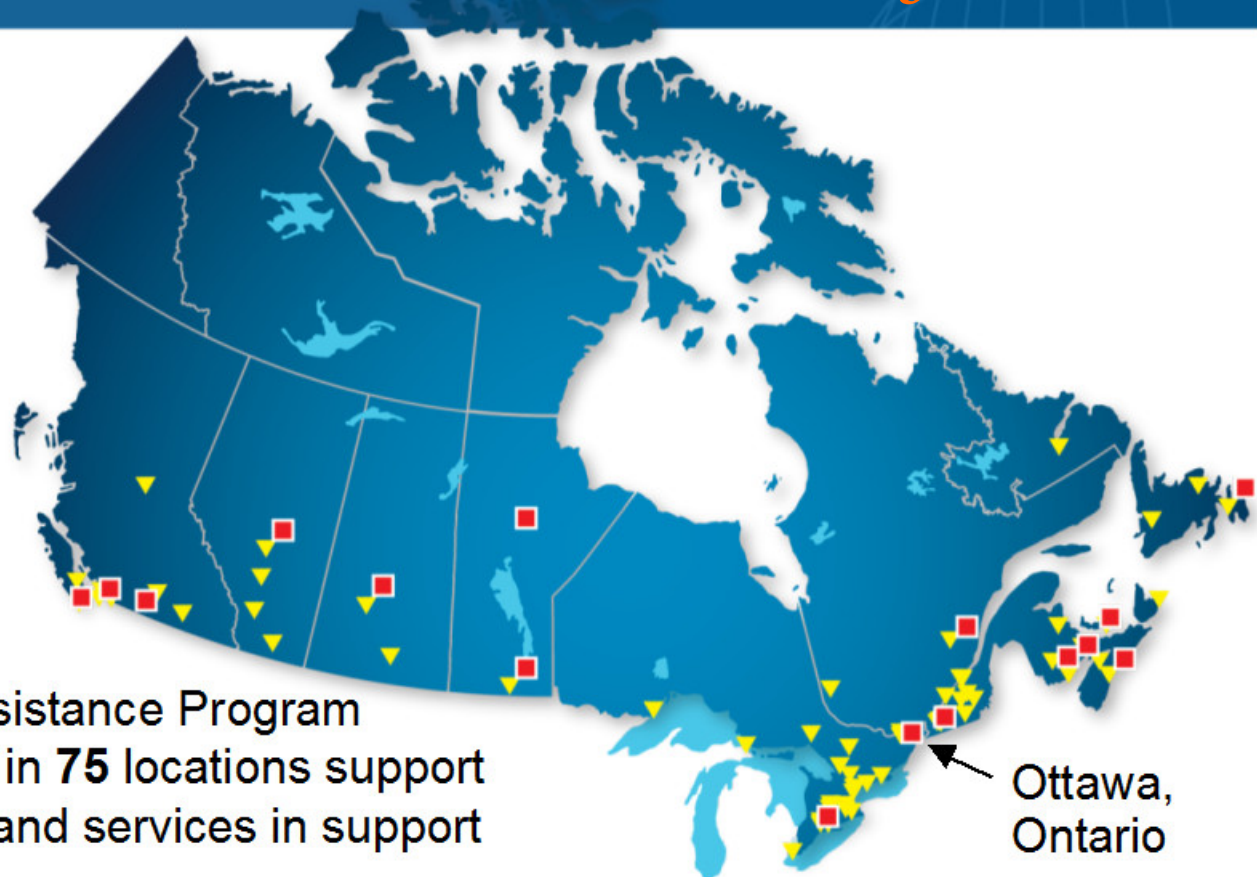 sistance Program
in 75 locations support
and services in support
Ottawa,
Ontario